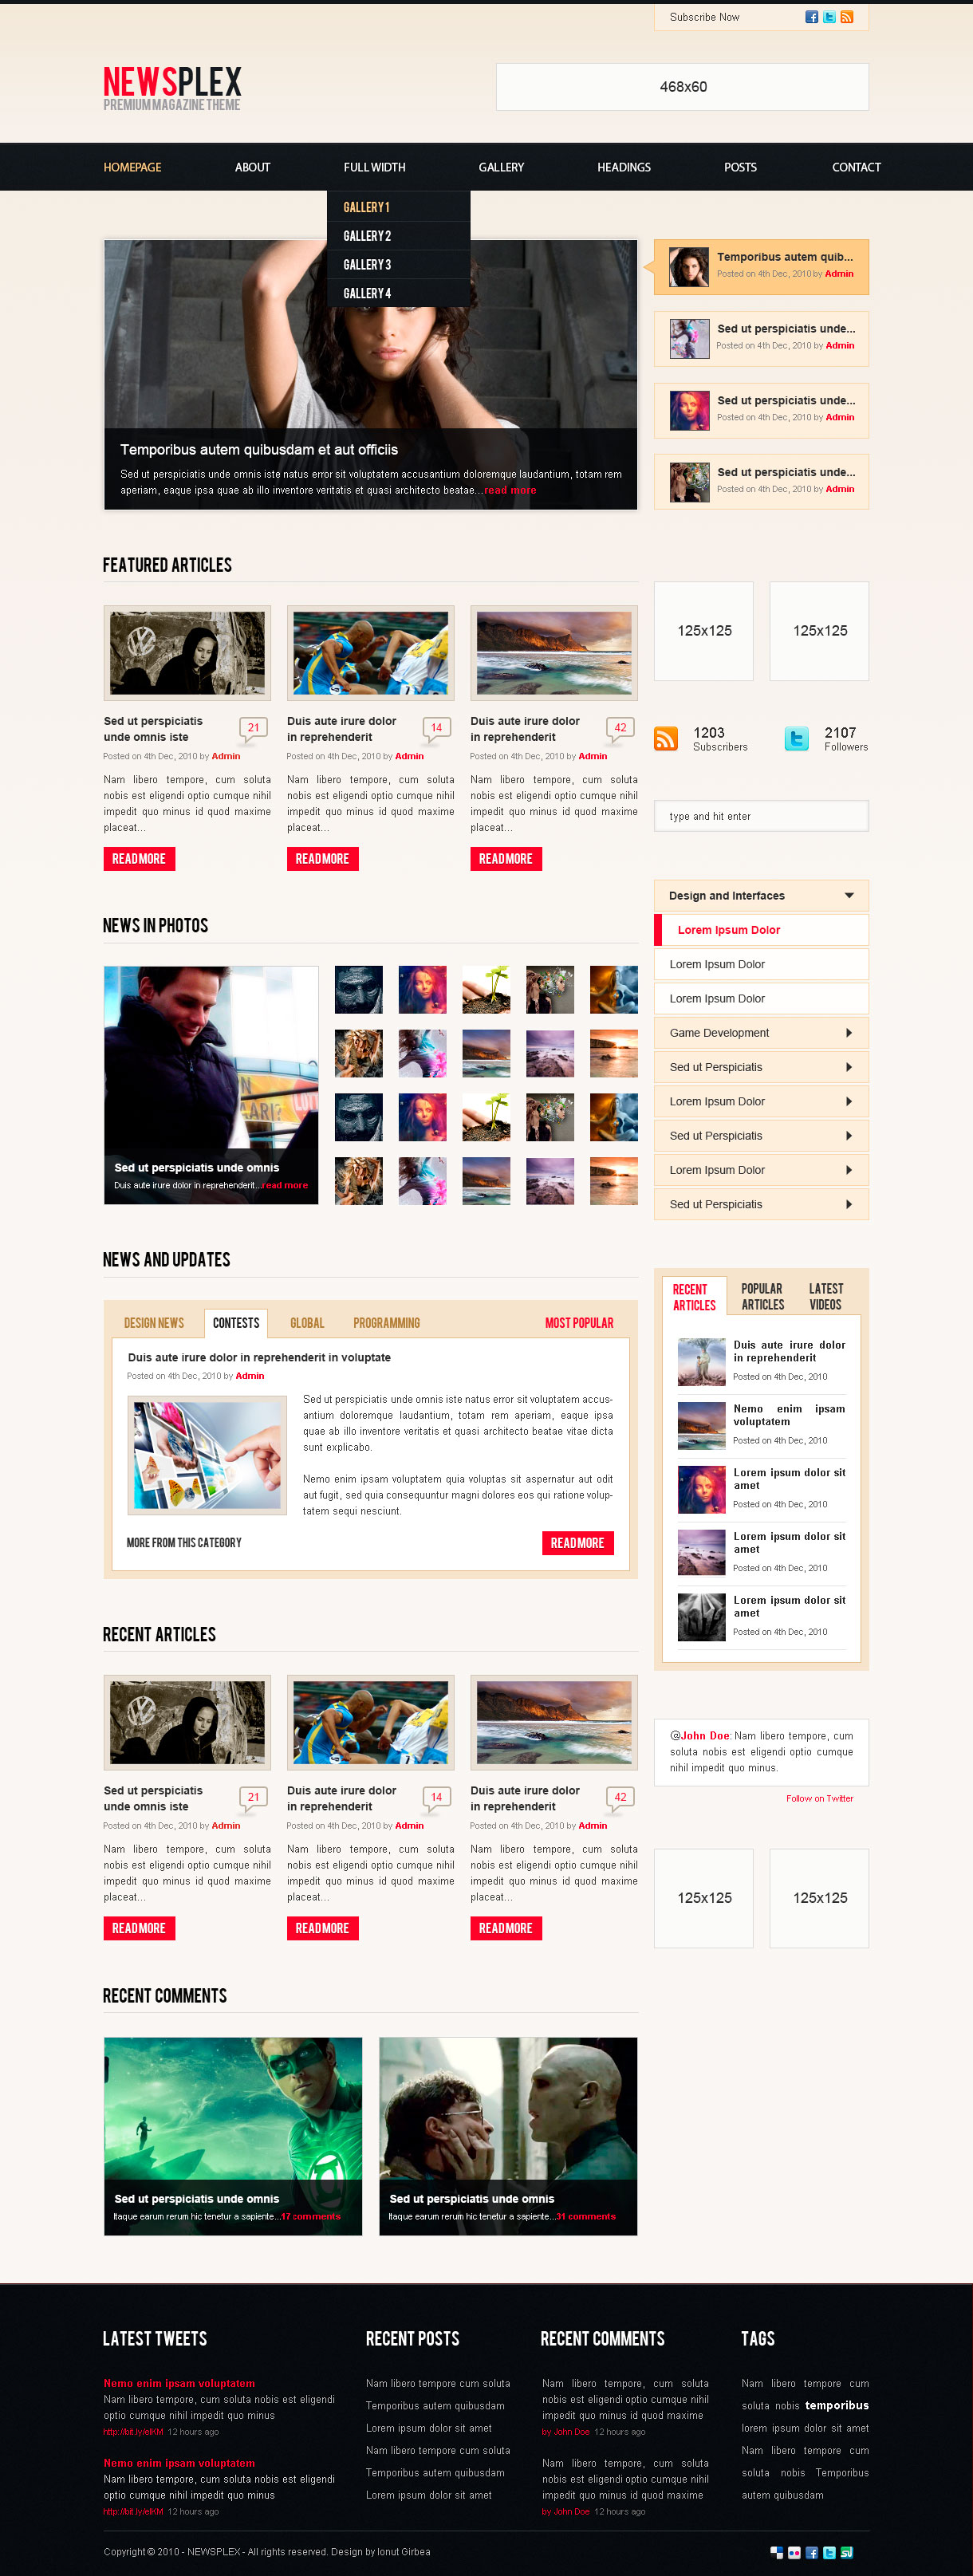 Subscribe Now
NEWSPLEX
PREMIUM MAGAZINE THEME
468x60
HOMEPAGE ABOUT FULL WIDTH GALLERY HEADINGS POSTS CONTACT
GALLERY 1
GALLERY 2
GALLERY 3
GALLERY 4
Temporibus autem quibusdam et aut officiis
Sed ut perspiciatis unde omnis iste natus error sit voluptatem accusantium doloremque laudantium, totam rem
aperiam, eaque ipsa quae ab illo inventore veritatis et quasi architecto beatae...read more
Temporibus autem quib...
Posted on 4th Dec, 2010 by Admin
Sed ut perspiciatis unde...
Posted on 4th Dec, 2010 by Admin
Sed ut perspiciatis unde...
Posted on 4th Dec, 2010 by Admin
Sed ut perspiciatis unde...
Posted on 4th Dec, 2010 by Admin
FEATURED ARTICLES
Sed ut perspiciatis
unde omnis iste
21
Posted on 4th Dec, 2010 by Admin
Nam libero tempore, cum soluta
nobis est eligendi optio cumque nihil
impedit quo minus id quod maxime
placeat...
READ MORE
Duis aute irure dolor
in reprehenderit
14
Posted on 4th Dec, 2010 by Admin
Nam libero tempore, cum soluta
nobis est eligendi optio cumque nihil
impedit quo minus id quod maxime
placeat...
READ MORE
Duis aute irure dolor
in reprehenderit
42
Posted on 4th Dec, 2010 by Admin
Nam libero tempore, cum soluta
nobis est eligendi optio cumque nihil
impedit quo minus id quod maxime
placeat...
READ MORE
125x125 125x125
1203
Subscribers
2107
Followers
type and hit enter
NEWS IN PHOTOS
Sed ut perspiciatis unde omnis
Duis aute irure dolor in reprehenderit...read more
Design and Interfaces
Lorem Ipsum Dolor
Lorem Ipsum Dolor
Lorem Ipsum Dolor
Game Development
Sed ut Perspiciatis
Lorem Ipsum Dolor
Sed ut Perspiciatis
Lorem Ipsum Dolor
Sed ut Perspiciatis
NEWS AND UPDATES
DESIGN NEWS CONTESTS GLOBAL PROGRAMMING MOST POPULAR
Duis aute irure dolor in reprehenderit in voluptate
Posted on 4th Dec, 2010 by Admin
Sed ut perspiciatis unde omnis iste natus error sit voluptatem accus-
antium doloremque laudantium, totam rem aperiam, eaque ipsa
quae ab illo inventore veritatis et quasi architecto beatae vitae dicta
sunt explicabo.
Nemo enim ipsam voluptatem quia voluptas sit aspernatur aut odit
aut fugit, sed quia consequuntur magni dolores eos qui ratione volup-
tatem sequi nesciunt.
MORE FROM THIS CATEGORY
READ MORE
RECENT
ARTICLES
POPULAR
ARTICLES
LATEST
VIDEOS
Duis aute irure dolor
in reprehenderit
Posted on 4th Dec, 2010
Nemo enim ipsam
voluptatem
Posted on 4th Dec, 2010
Lorem ipsum dolor sit
amet
Posted on 4th Dec, 2010
Lorem ipsum dolor sit
amet
Posted on 4th Dec, 2010
Lorem ipsum dolor sit
amet
Posted on 4th Dec, 2010
RECENT ARTICLES
Sed ut perspiciatis
unde omnis iste
21
Posted on 4th Dec, 2010 by Admin
Nam libero tempore, cum soluta
nobis est eligendi optio cumque nihil
impedit quo minus id quod maxime
placeat...
READ MORE
Duis aute irure dolor
in reprehenderit
14
Posted on 4th Dec, 2010 by Admin
Nam libero tempore, cum soluta
nobis est eligendi optio cumque nihil
impedit quo minus id quod maxime
placeat...
READ MORE
Duis aute irure dolor
in reprehenderit
42
Posted on 4th Dec, 2010 by Admin
Nam libero tempore, cum soluta
nobis est eligendi optio cumque nihil
impedit quo minus id quod maxime
placeat...
READ MORE
@John Doe: Nam libero tempore, cum
soluta nobis est eligendi optio cumque
nihil impedit quo minus.
Follow on Twitter
125x125 125x125
RECENT COMMENTS
Sed ut perspiciatis unde omnis
Itaque earum rerum hic tenetur a sapiente...17 comments
Sed ut perspiciatis unde omnis
Itaque earum rerum hic tenetur a sapiente...31 comments
LATEST TWEETS
Nemo enim ipsam voluptatem
Nam libero tempore, cum soluta nobis est eligendi
optio cumque nihil impedit quo minus
http://bit.ly/elKM 12 hours ago
Nemo enim ipsam voluptatem
Nam libero tempore, cum soluta nobis est eligendi
optio cumque nihil impedit quo minus
http://bit.ly/elKM 12 hours ago
RECENT POSTS
Nam libero tempore cum soluta
Temporibus autem quibusdam
Lorem ipsum dolor sit amet
Nam libero tempore cum soluta
Temporibus autem quibusdam
Lorem ipsum dolor sit amet
RECENT COMMENTS
Nam libero tempore, cum soluta
nobis est eligendi optio cumque nihil
impedit quo minus id quod maxime
by John Doe 12 hours ago
Nam libero tempore, cum soluta
nobis est eligendi optio cumque nihil
impedit quo minus id quod maxime
by John Doe 12 hours ago
TAGS
Nam libero tempore cum
soluta nobis temporibus
lorem ipsum dolor sit amet
Nam libero tempore cum
soluta nobis Temporibus
autem quibusdam
Copyright © 2010 - NEWSPLEX - All rights reserved. Design by Ionut Girbea